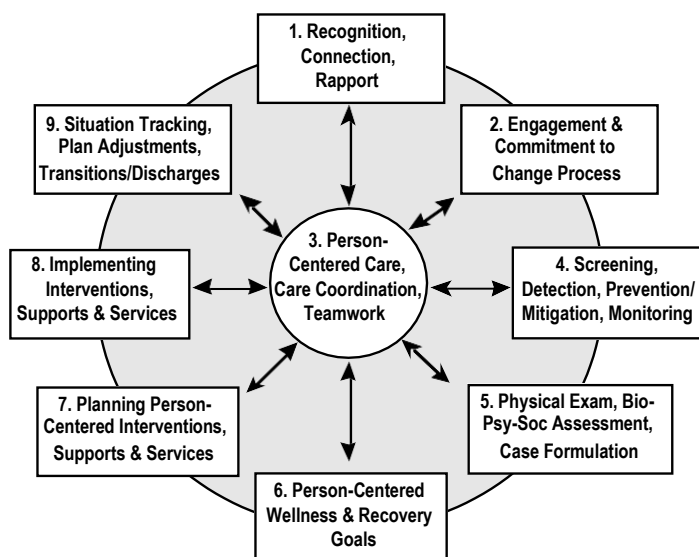 1. Recognition,
Connection,
Rapport
2. Engagement &
Commitment to
Change Process
3. Person-
Centered Care,
Care Coordination,
Teamwork
4. Screening,
Detection, Prevention/
Mitigation, Monitoring
5. Physical Exam, Bio-
Psy-Soc Assessment,
Case Formulation
6. Person-Centered
Wellness & Recovery
Goals
7. Planning Person-
Centered Interventions,
Supports & Services
8. Implementing
Interventions,
Supports & Services
9. Situation Tracking,
Plan Adjustments,
Transitions/Discharges